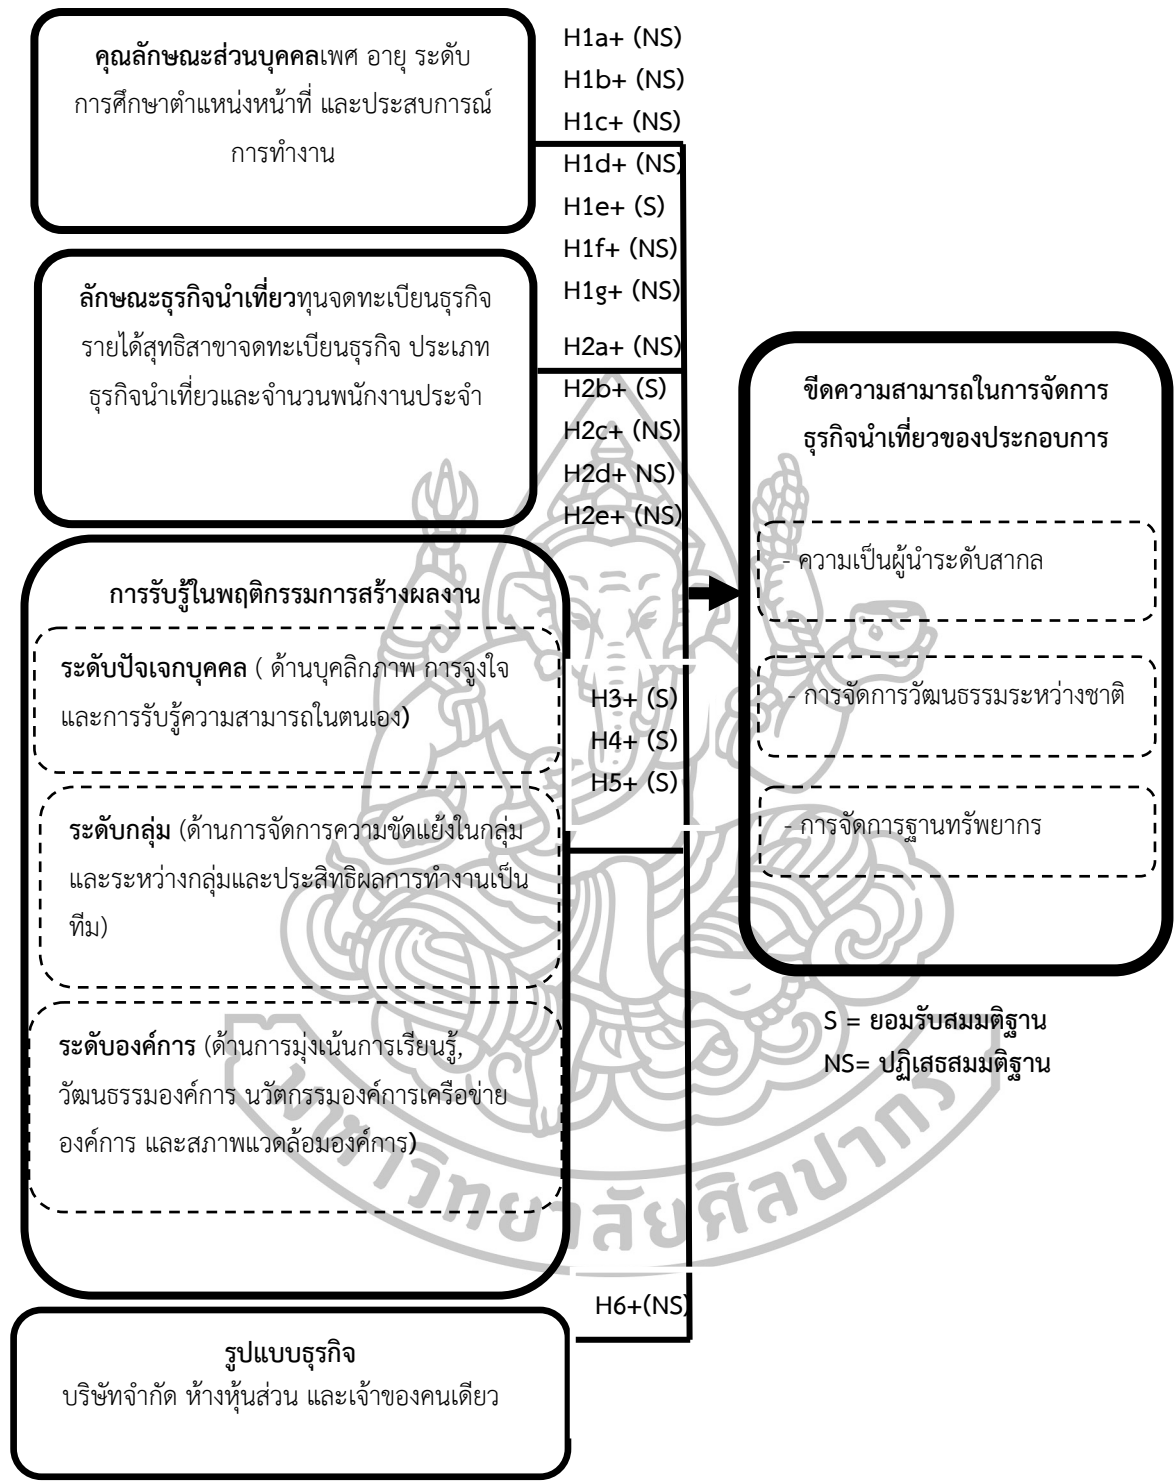 คุณลักษณะส่วนบุคคลเพศ อายุ ระดับ
การศึกษาตำแหน่งหน้าที่ และประสบการณ์
การทำงาน
H1a+ (NS)
H1b+ (NS)
H1c+ (NS)
H1d+ (NS)
H1e+ (S)
H1f+ (NS)
H1g+ (NS)
ลักษณะธุรกิจนำเที่ยวทุนจดทะเบียนธุรกิจ
รายได้สุทธิสาขาจดทะเบียนธุรกิจ ประเภท
ธุรกิจนำเที่ยวและจำนวนพนักงานประจำ
H2a+ (NS)
H2b+ (S)
H2c+ (NS)
H2d+ NS)
H2e+ (NS)
การรับรู้ในพฤติกรรมการสร้างผลงาน
ระดับปัจเจกบุคคล ( ด้านบุคลิกภาพ การจูงใจ
และการรับรู้ความสามารถในตนเอง)
ระดับกลุ่ม (ด้านการจัดการความขัดแย้งในกลุ่ม
และระหว่างกลุ่มและประสิทธิผลการทำงานเป็น
ทีม)
ระดับองค์การ (ด้านการมุ่งเน้นการเรียนรู้,
วัฒนธรรมองค์การ นวัตกรรมองค์การเครือข่าย
องค์การ และสภาพแวดล้อมองค์การ)
H3+ (S)
H4+ (S)
H5+ (S)
รูปแบบธุรกิจ
บริษัทจำกัด ห้างหุ้นส่วน และเจ้าของคนเดียว
H6+(NS)
ขีดความสามารถในการจัดการ
ธุรกิจนำเที่ยวของประกอบการ
- ความเป็นผู้นำระดับสากล
- การจัดการวัฒนธรรมระหว่างชาติ
- การจัดการฐานทรัพยากร
S = ยอมรับสมมติฐาน
NS= ปฏิเสธสมมติฐาน
มหาวิทยาลัยศิลปากร